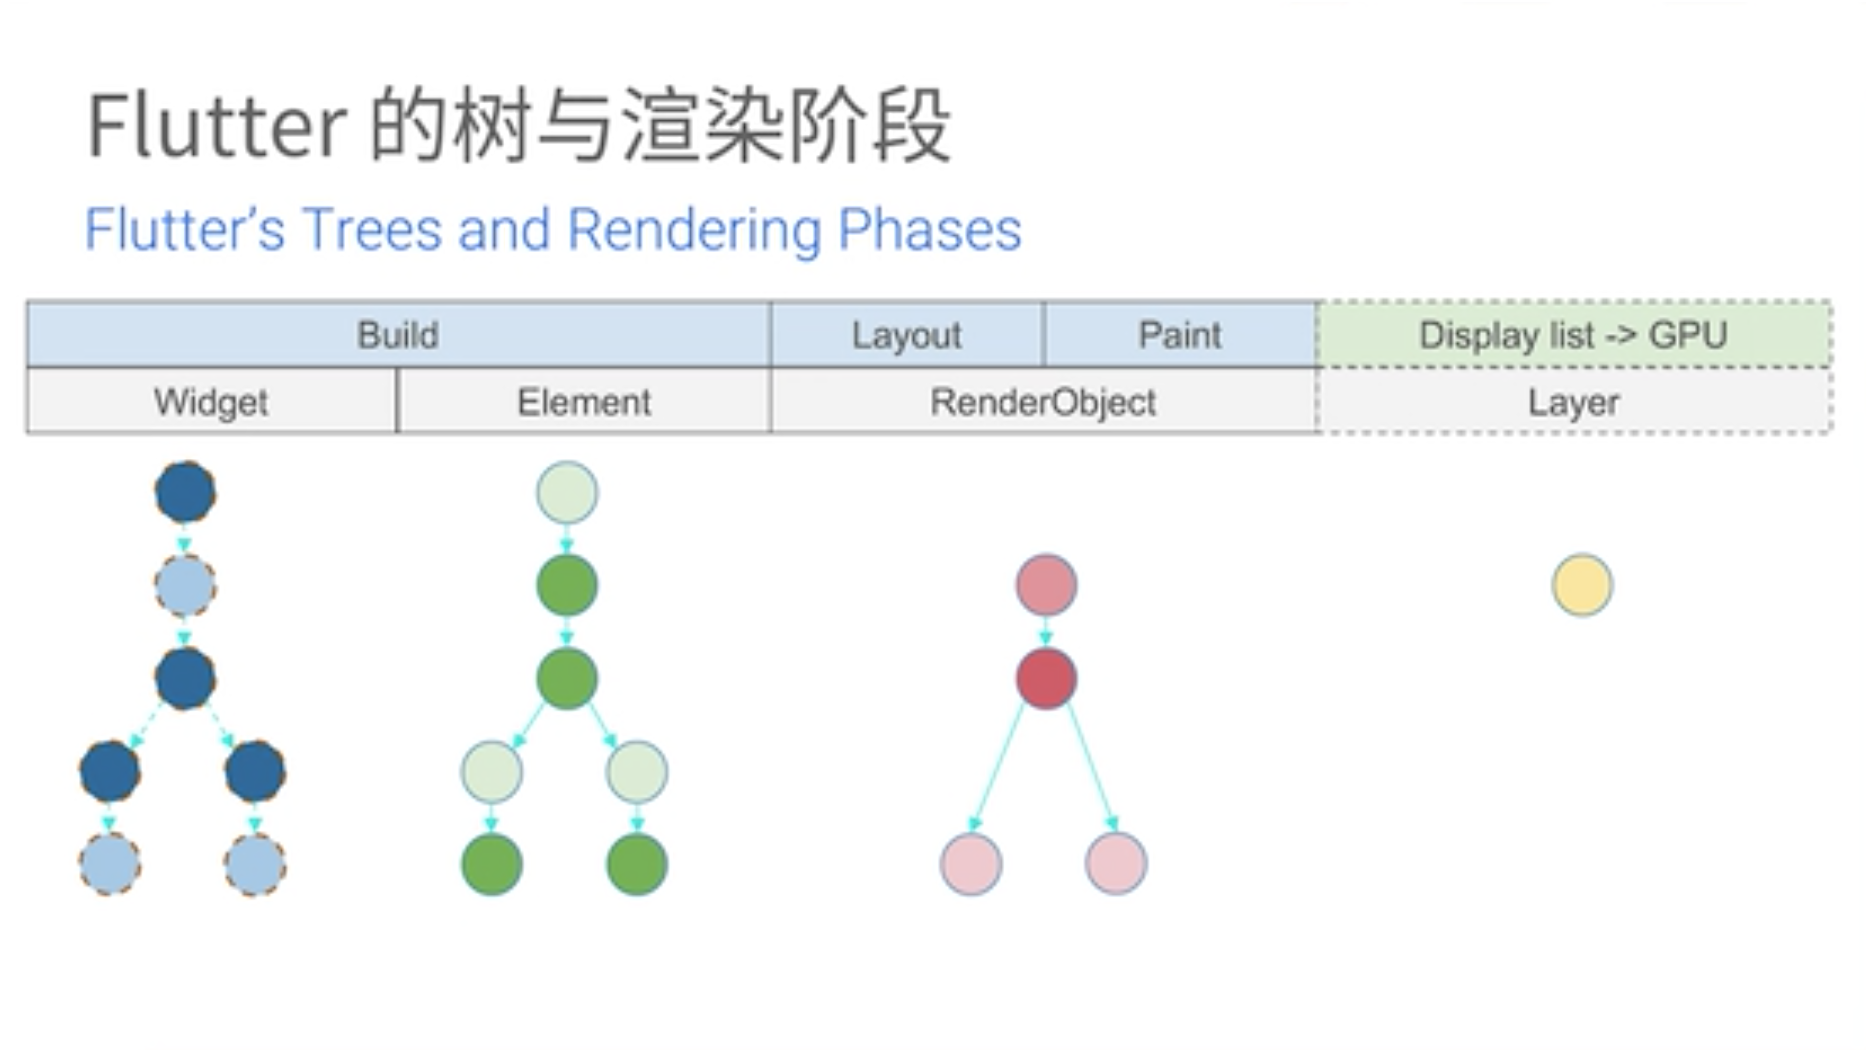 Flutter 的树与渲染阶段
Flutter’s Trees and Rendering Phases
Build Layout Paint Display list -> GPU
Widget Element RenderObject Layer